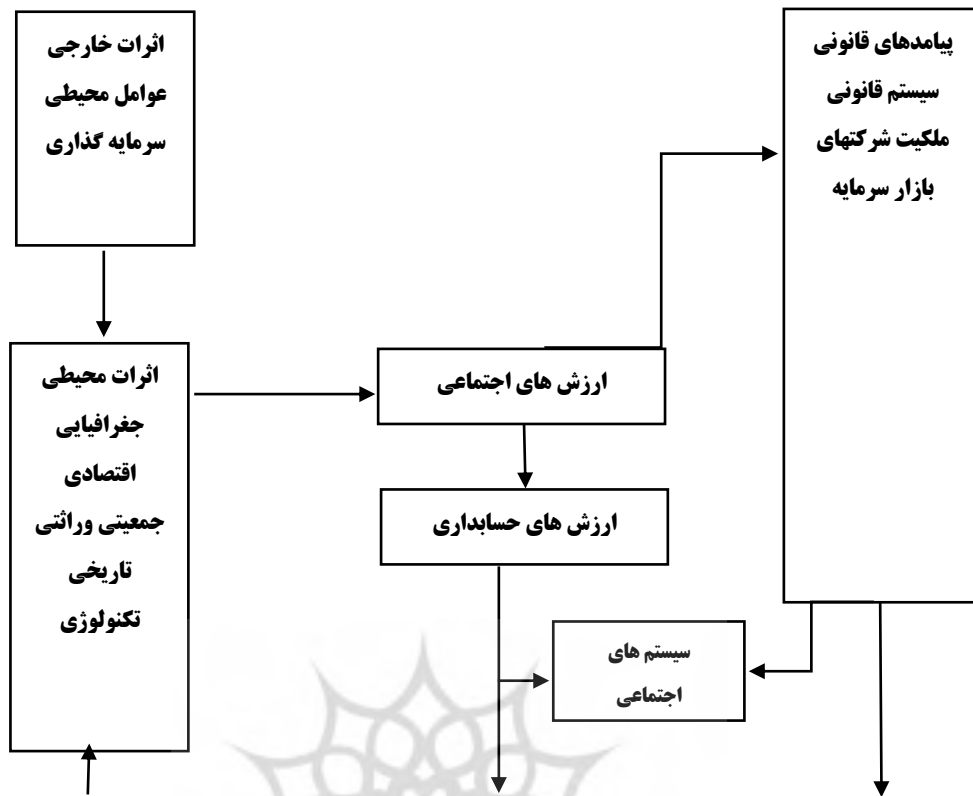 اثرات خارجی
عوامل محیطی
سرمایه گذاری
پیامدهای قانونی
سیستم قانونی
ملکیت شرکتهای
بازار سرمایه
اثرات محیطی
جغرافیایی
اقتصادی
جمعیتی وراثتی
تاریخی
تکنولوژی
ارزش های اجتماعی
ارزش های حسابداری
سیستم های
اجتماعی